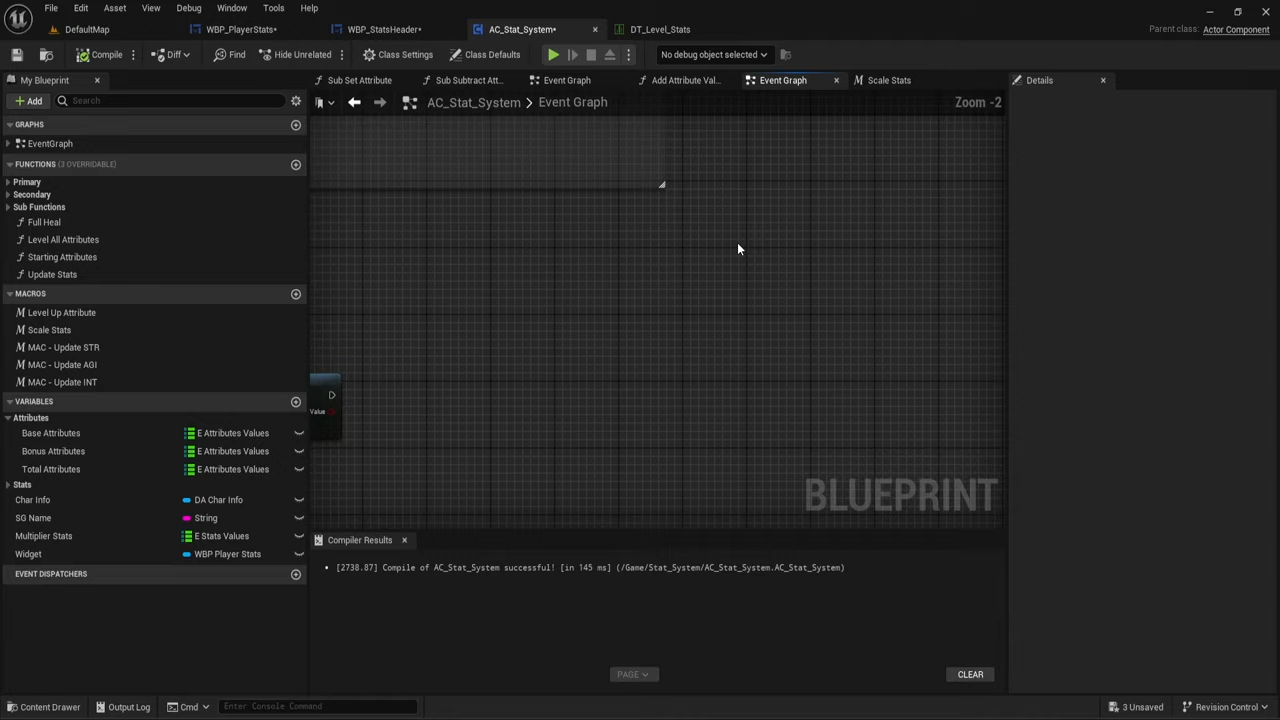 File Edit Asset View Debug Window Tools Help
DefaultMap WBP_PlayerStats* WBP_StatsHeader* AC_Stat_System* DT_Level_Stats Parent class: Actor Component
Compile Diff Find Hide Unrelated Class Settings Class Defaults No debug object selected
My Blueprint Sub Set Attribute Sub Subtract Att... Event Graph Add Attribute Val... Event Graph Scale Stats Details
Add Search AC_Stat_System > Event Graph Zoom -2
GRAPHS
EventGraph
FUNCTIONS (3 OVERRIDABLE)
Primary
Secondary
Sub Functions
Full Heal
Level All Attributes
Starting Attributes
Update Stats
MACROS
Level Up Attribute
Scale Stats
MAC - Update STR
MAC - Update AGI
MAC - Update INT
VARIABLES
Attributes
Value
Base Attributes E Attributes Values
Bonus Attributes E Attributes Values
Total Attributes E Attributes Values
Stats
Char Info DA Char Info
SG Name String
Multiplier Stats E Stats Values
Widget WBP Player Stats
EVENT DISPATCHERS
BLUEPRINT
Compiler Results
[2738.87] Compile of AC_Stat_System successful! [in 145 ms] (/Game/Stat_System/AC_Stat_System.AC_Stat_System)
PAGE CLEAR
Content Drawer Output Log Cmd Enter Console Command 3 Unsaved Revision Control